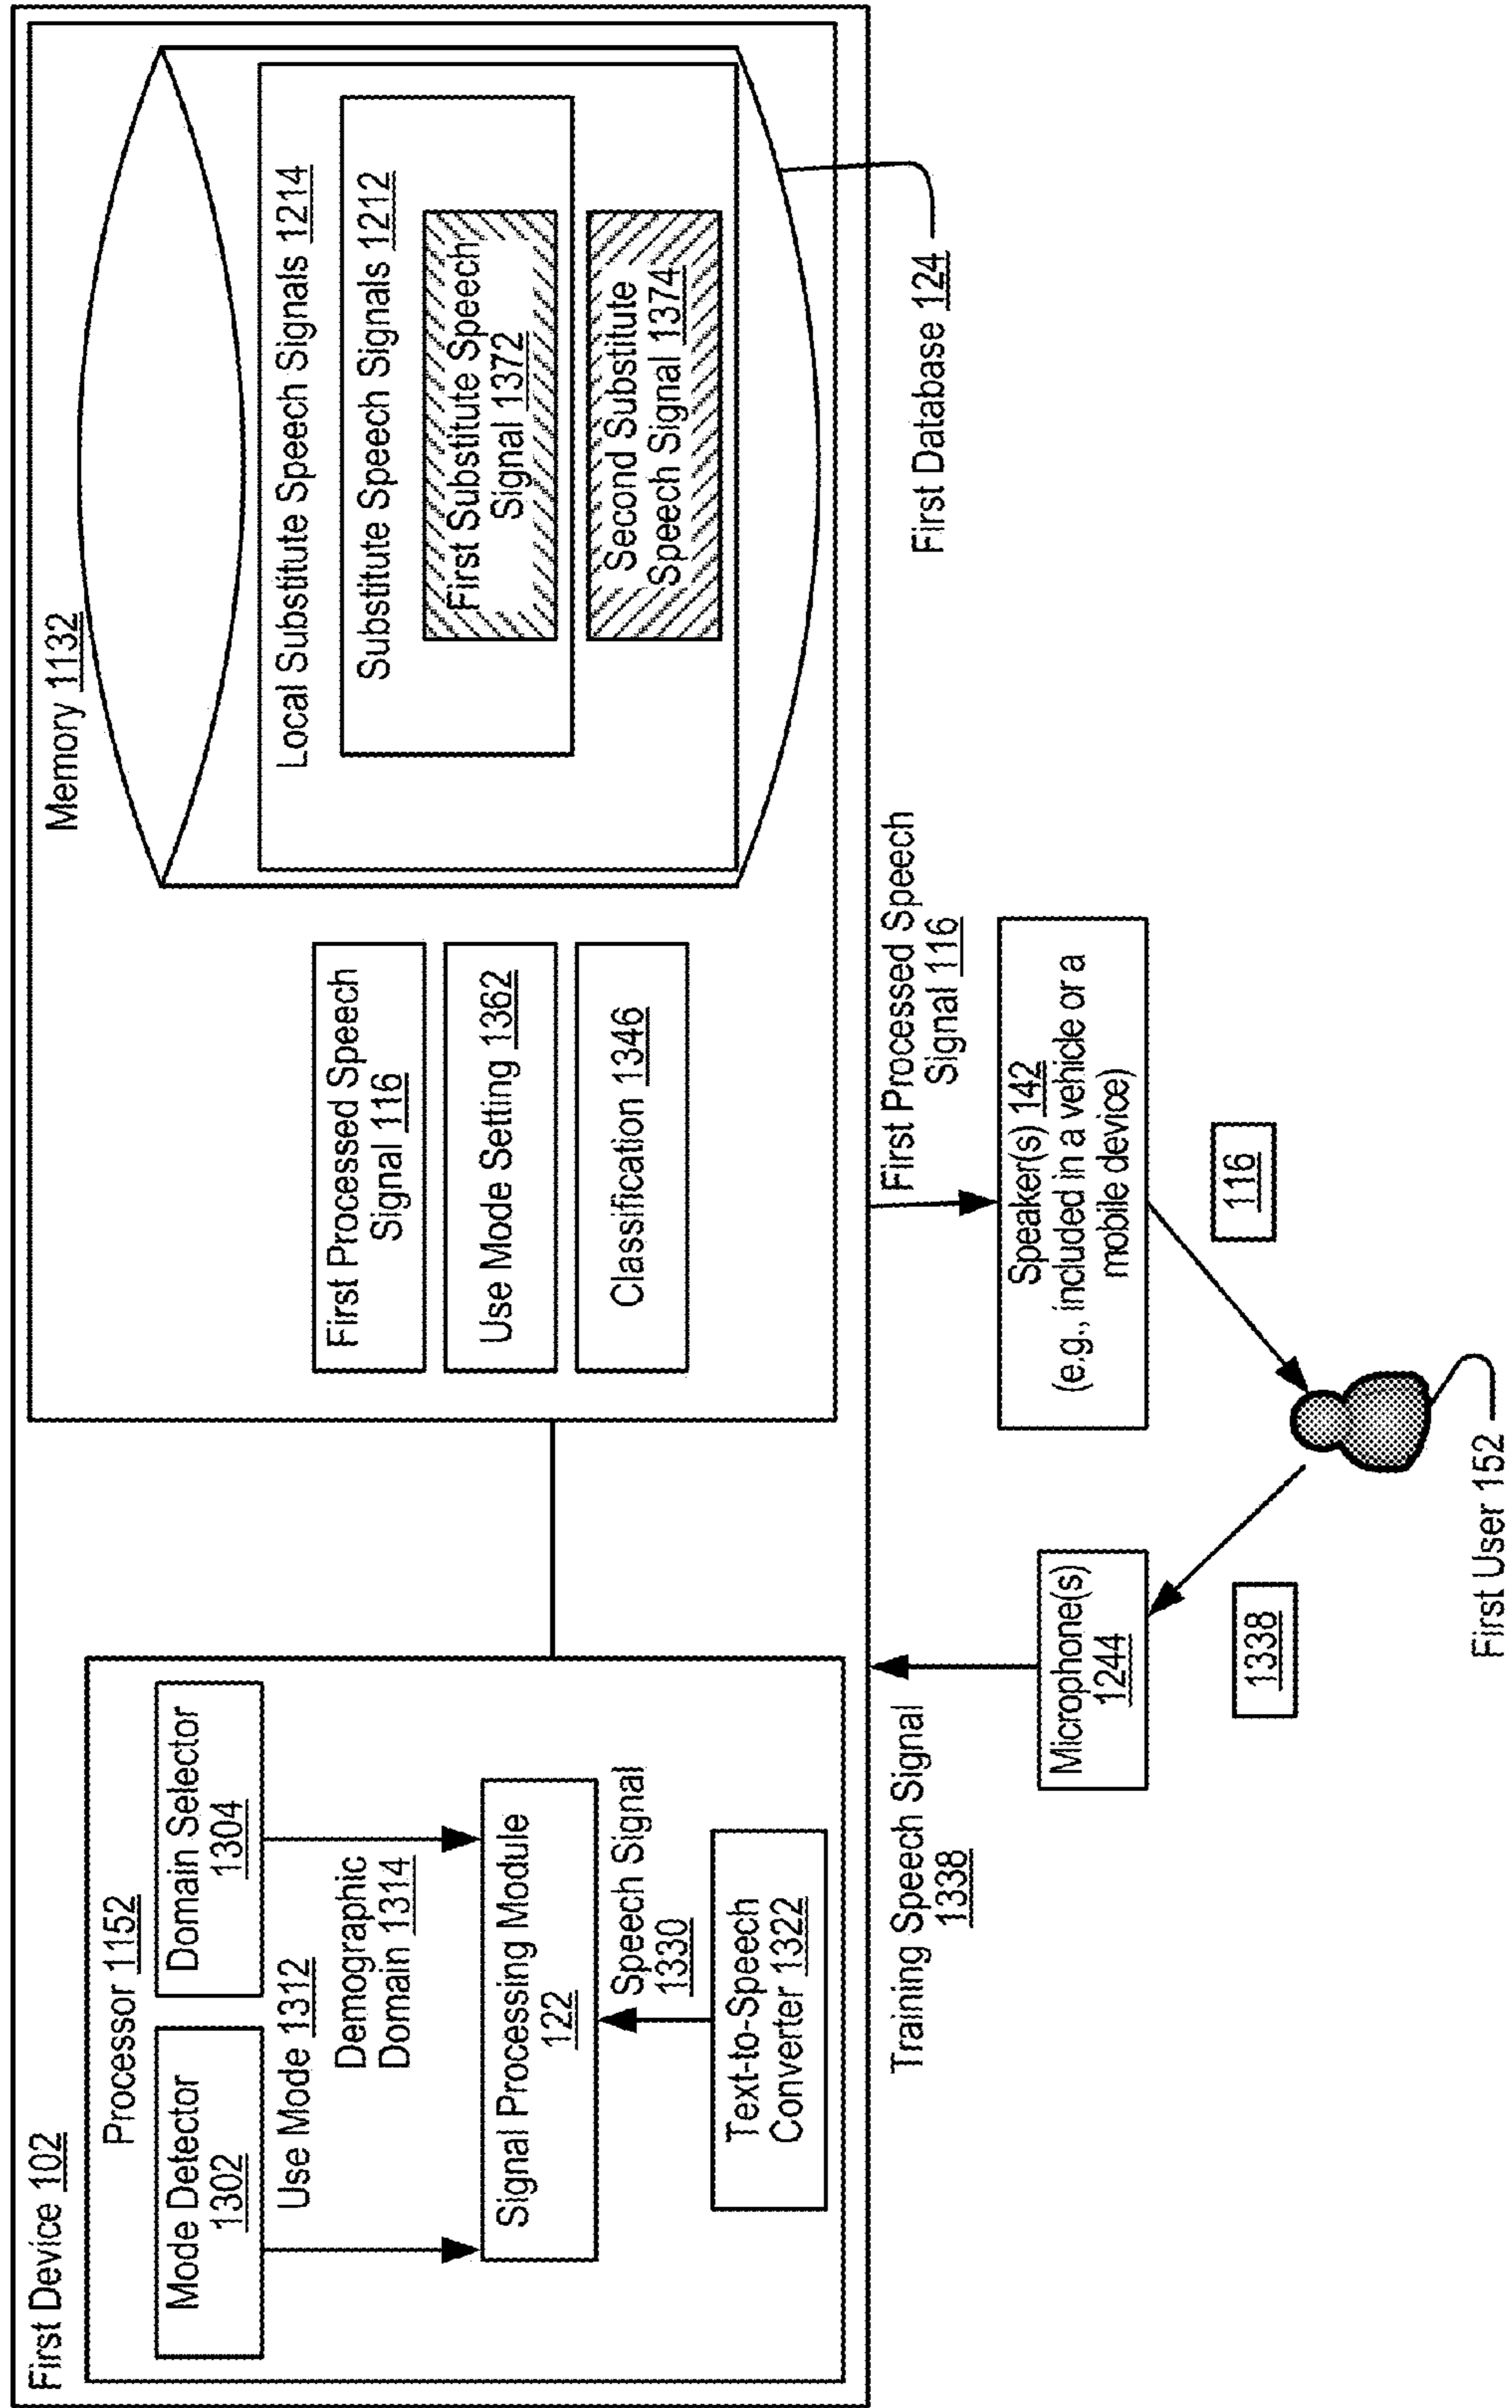 First Device 102
Processor 1152
Mode Detector
1302
Domain Selector
1304
Use Mode 1312
Demographic
Domain 1314
Signal Processing Module
122
Speech Signal
1330
Text-to-Speech
Converter 1322
Memory 1132
First Processed Speech
Signal 116
Use Mode Setting 1362
Classification 1346
Local Substitute Speech Signals 1214
Substitute Speech Signals 1212
First Substitute Speech
Signal 1372
Second Substitute
Speech Signal 1374
First Database 124
Training Speech Signal
1338
Microphone(s)
1244
1338
First Processed Speech
Signal 116
Speaker(s) 142
(e.g., included in a vehicle or a
mobile device)
116
First User 152